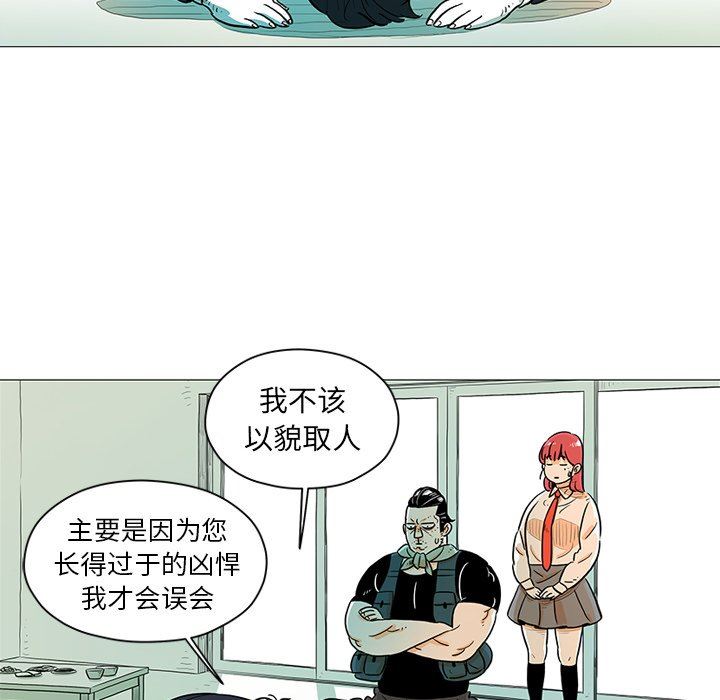 我不该
以貌取人
主要是因为您
长得过于的凶悍
我才会误会